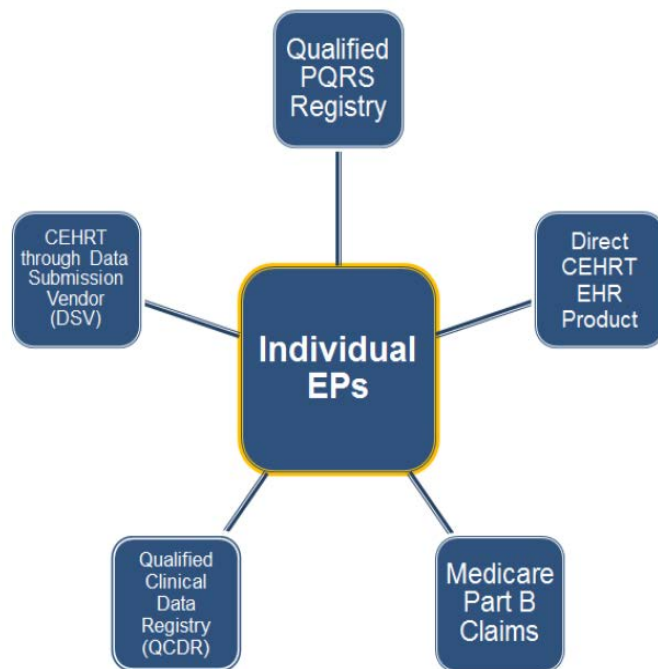 Qualified
PQRS
Registry
CEHRT
through Data
Submission
Vendor
(DSV)
Direct
CEHRT
EHR
Product
Individual
EPs
Qualified
Clinical
Data
Registry
(QCDR)
Medicare
Part B
Claims